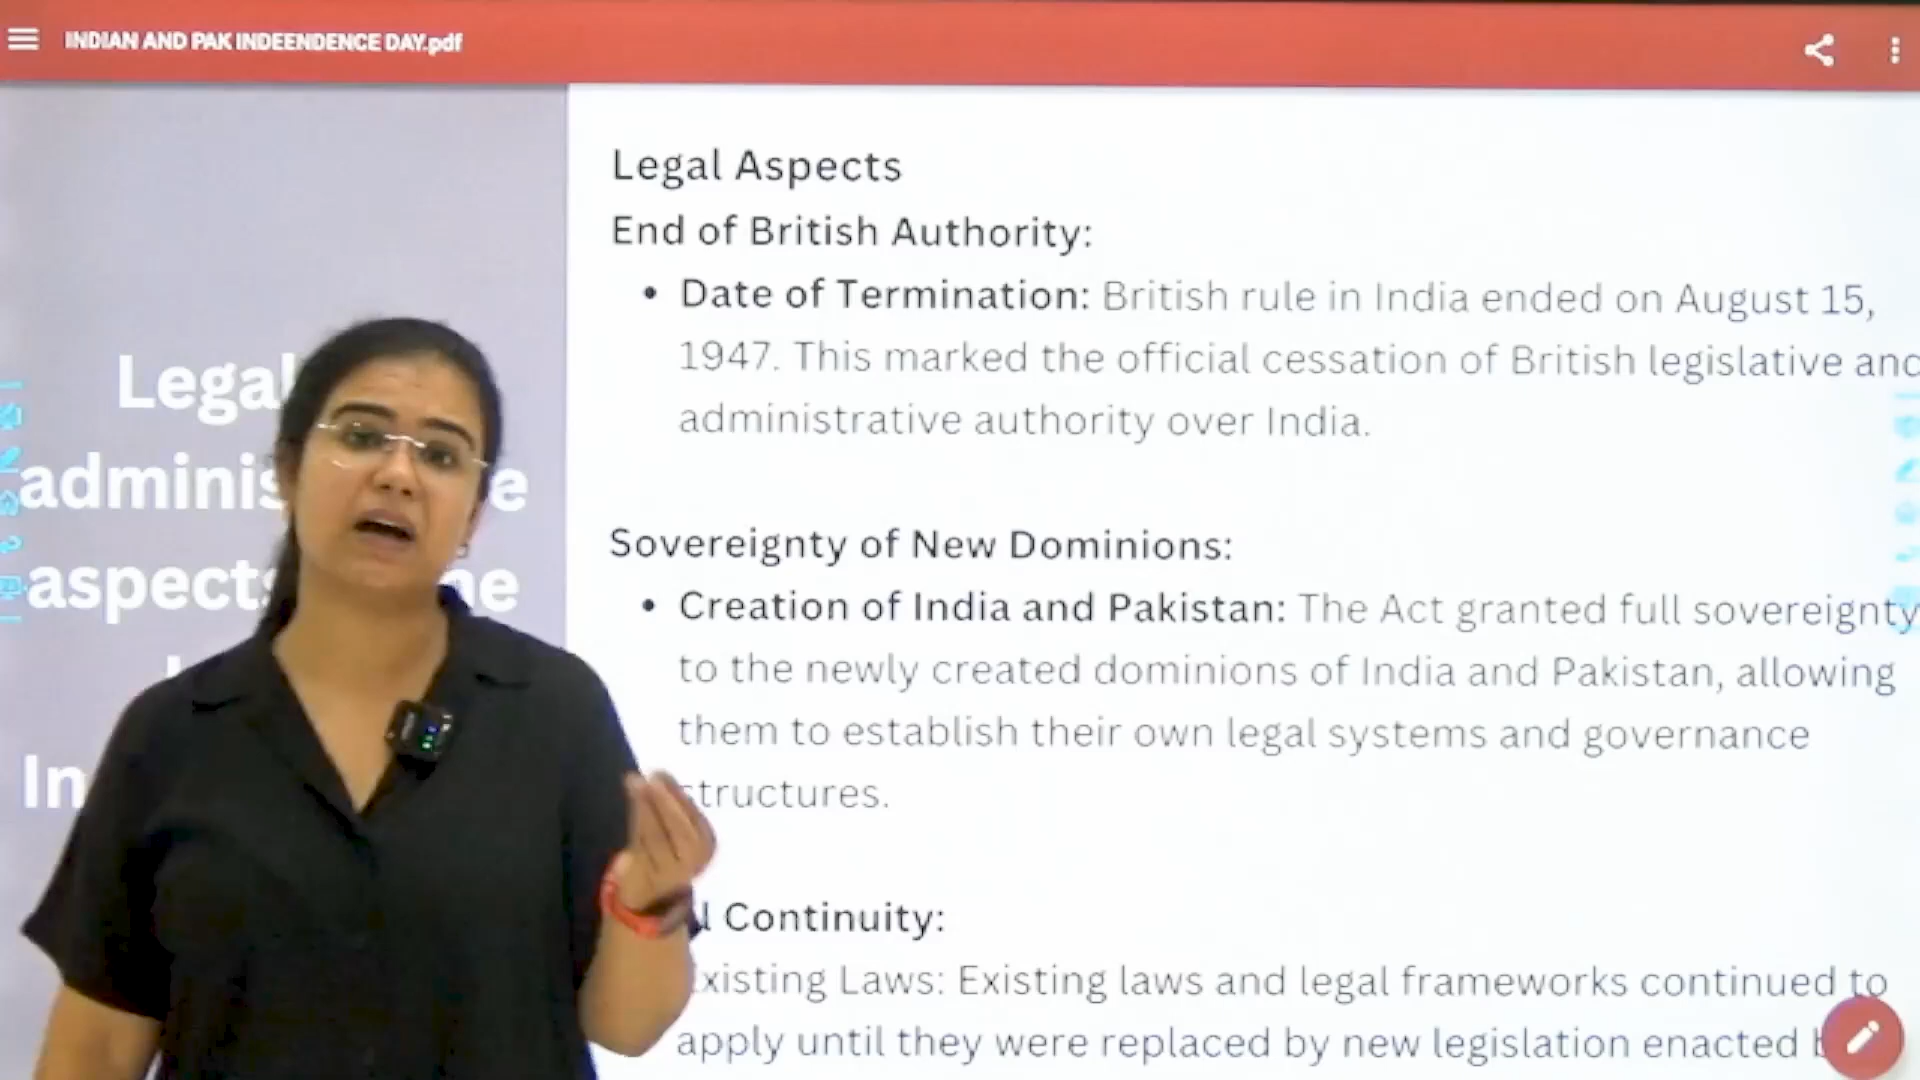 INDIAN AND PAK INDEENDENCE DAY.pdf
Legal
adminis e
aspects ne
In
Legal Aspects
End of British Authority:
• Date of Termination: British rule in India ended on August 15,
1947. This marked the official cessation of British legislative and
administrative authority over India.
Sovereignty of New Dominions:
• Creation of India and Pakistan: The Act granted full sovereignty
to the newly created dominions of India and Pakistan, allowing
them to establish their own legal systems and governance
structures.
l Continuity:
xisting Laws: Existing laws and legal frameworks continued to
apply until they were replaced by new legislation enacted